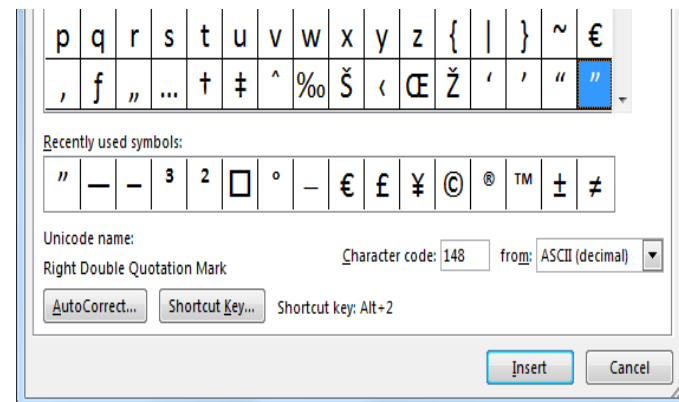 p q r s t u v w x y z { | } ~ €
‚ ƒ „ … † ‡ ˆ ‰ Š ‹ Œ Ž ‘ ’ “ ”
Recently used symbols:
” — – ³ ² □ ° – € £ ¥ © ® ™ ± ≠
Unicode name:
Right Double Quotation Mark
Character code: 148 from: ASCII (decimal)
AutoCorrect... Shortcut Key... Shortcut key: Alt+2
Insert Cancel